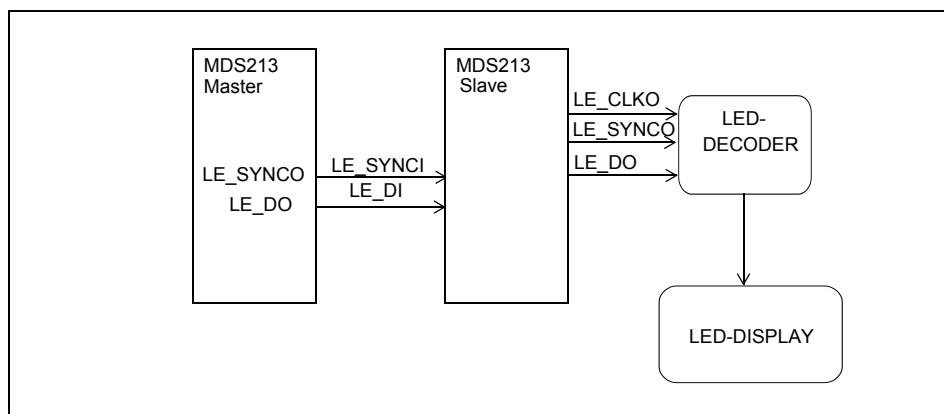 MDS213
Master
MDS213
Slave
LE_CLKO
LE_SYNCO
LE_DO
LED-
DECODER
LE_SYNCO
LE_DO
LE_SYNCI
LE_DI
LED-DISPLAY